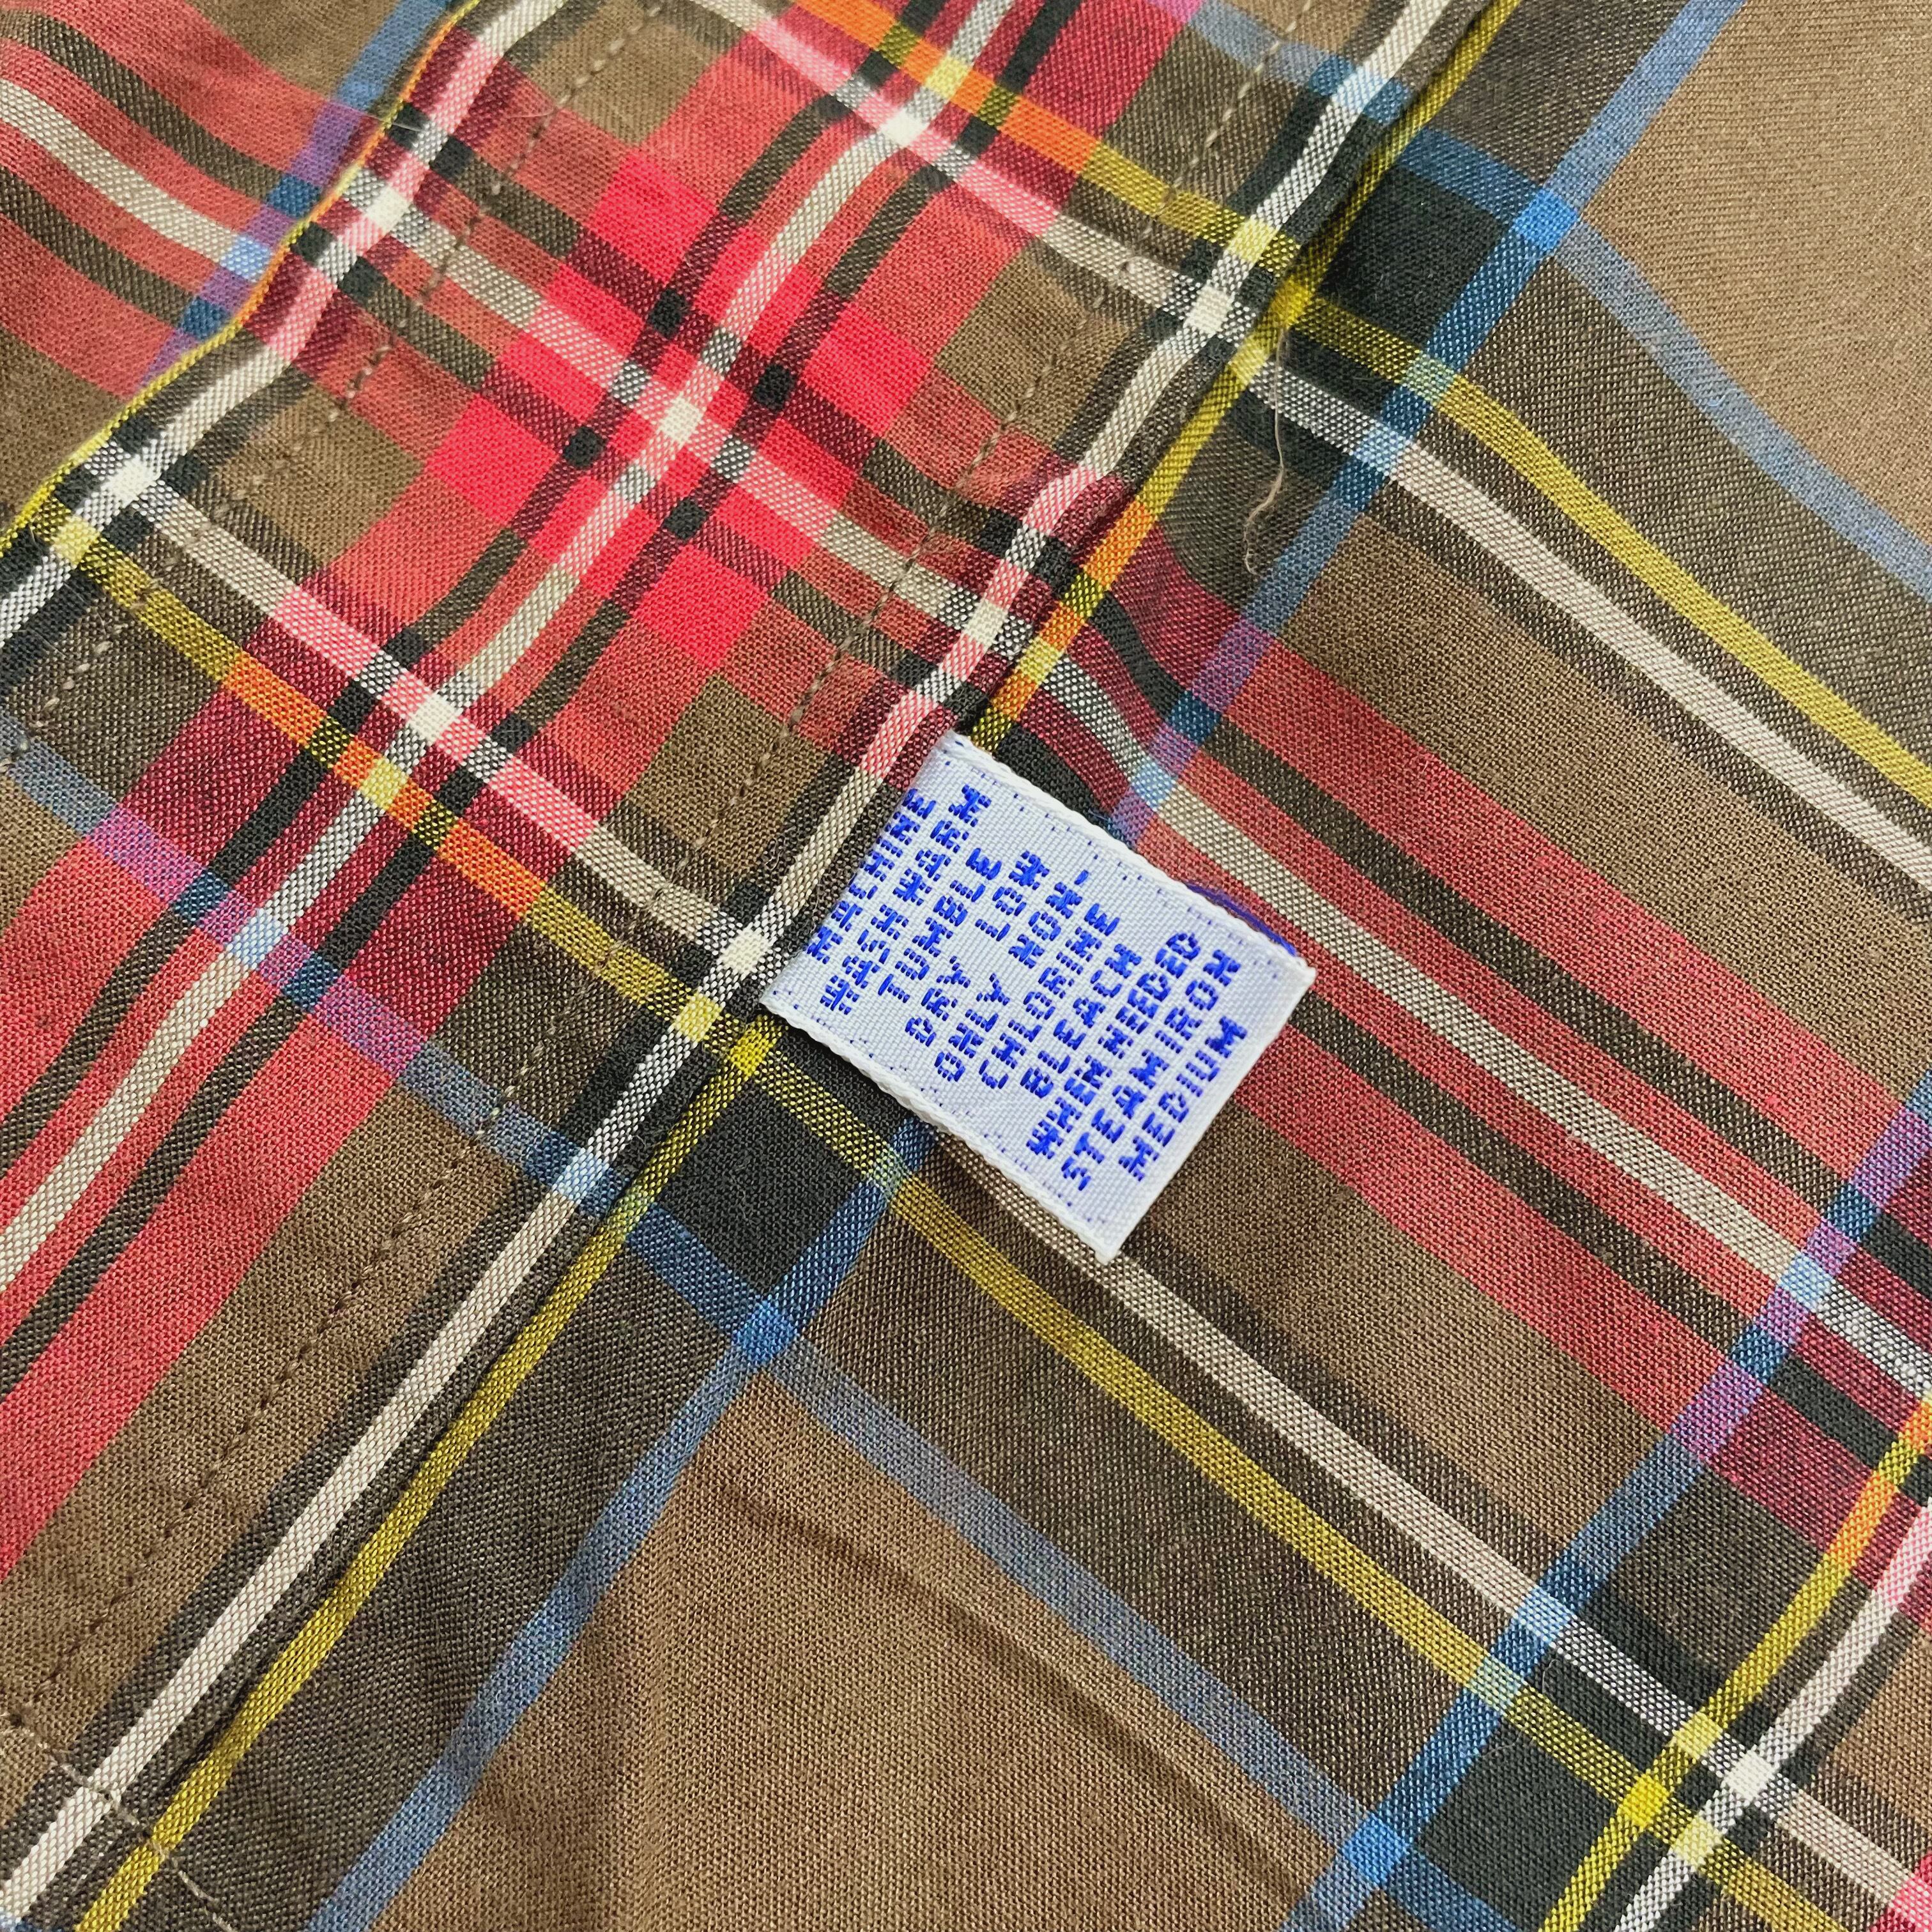 MACHINE
WASH WARM
TUMBLE
DRY LOW
ONLY NON-
CHLORINE
BLEACH
WHEN NEEDED
STEAM IRON
MEDIUM